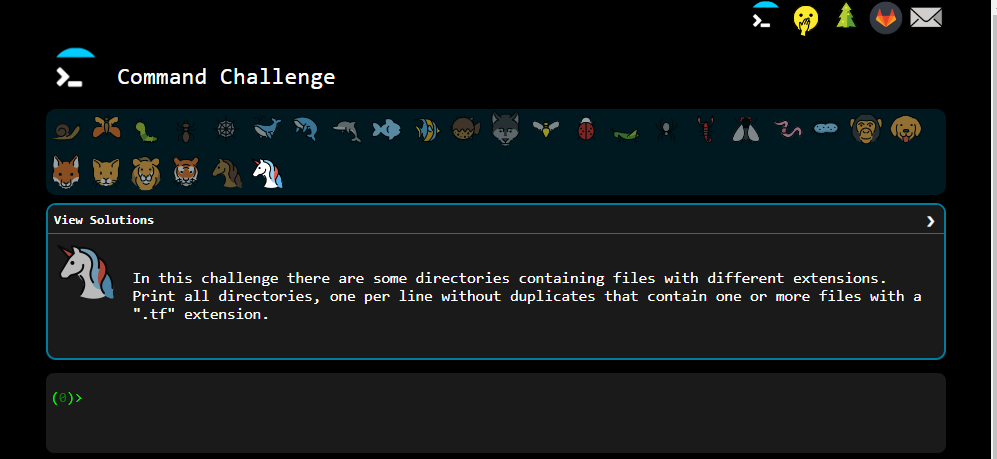 Command Challenge
View Solutions
In this challenge there are some directories containing files with different extensions.
Print all directories, one per line without duplicates that contain one or more files with a
".tf" extension.
(0)>